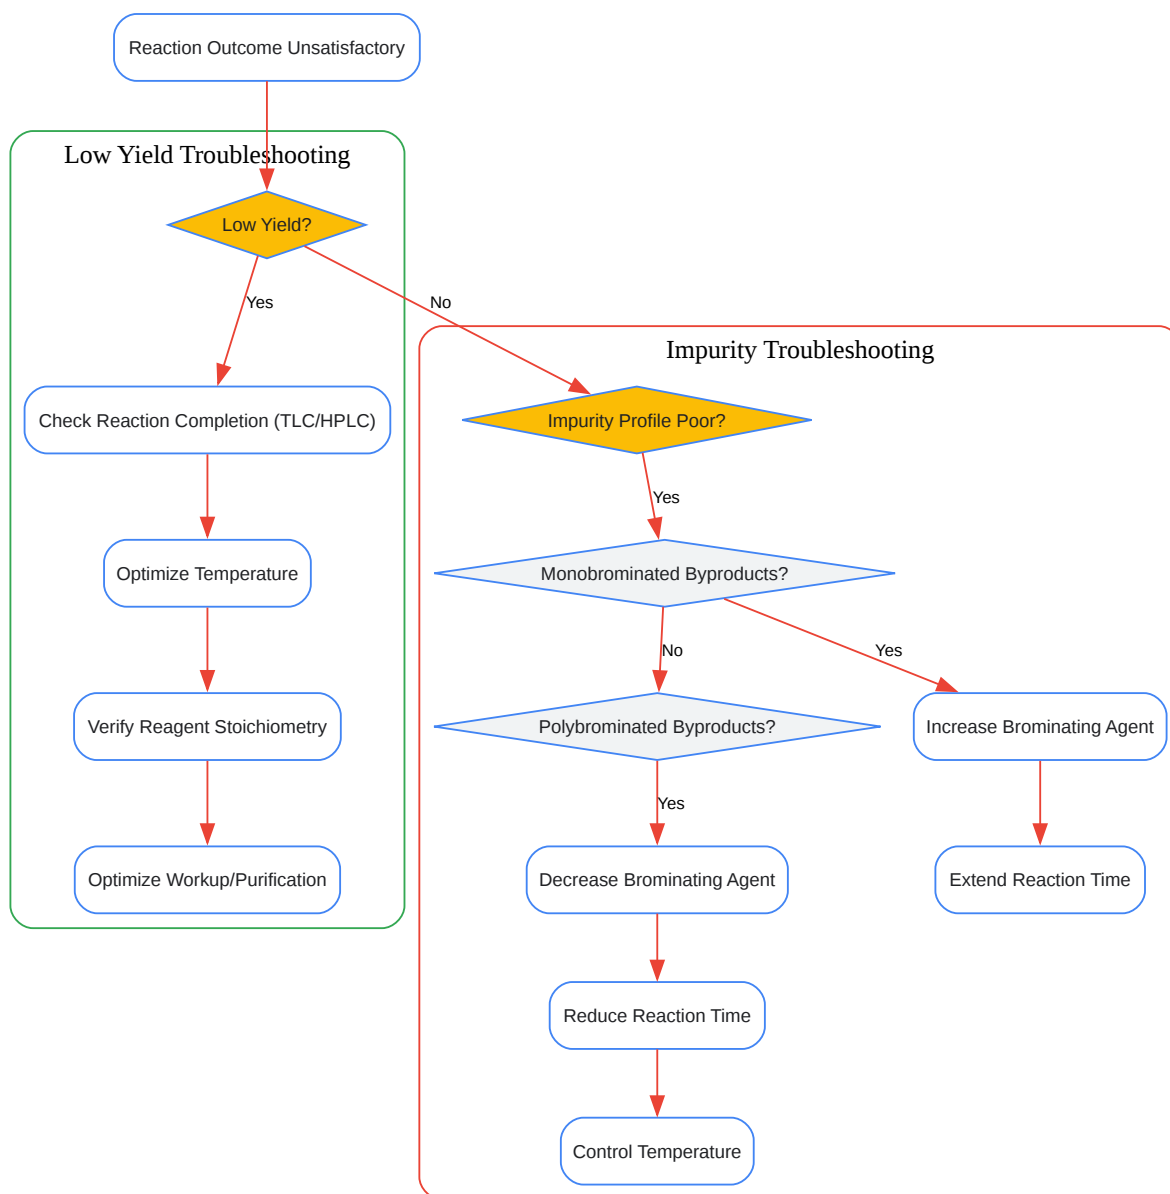 Reaction Outcome Unsatisfactory
Low Yield Troubleshooting
Low Yield?
Yes
No
Check Reaction Completion (TLC/HPLC)
Optimize Temperature
Verify Reagent Stoichiometry
Optimize Workup/Purification
Impurity Troubleshooting
Impurity Profile Poor?
Yes
Monobrominated Byproducts?
No
Yes
Polybrominated Byproducts?
Increase Brominating Agent
Yes
Decrease Brominating Agent
Extend Reaction Time
Reduce Reaction Time
Control Temperature